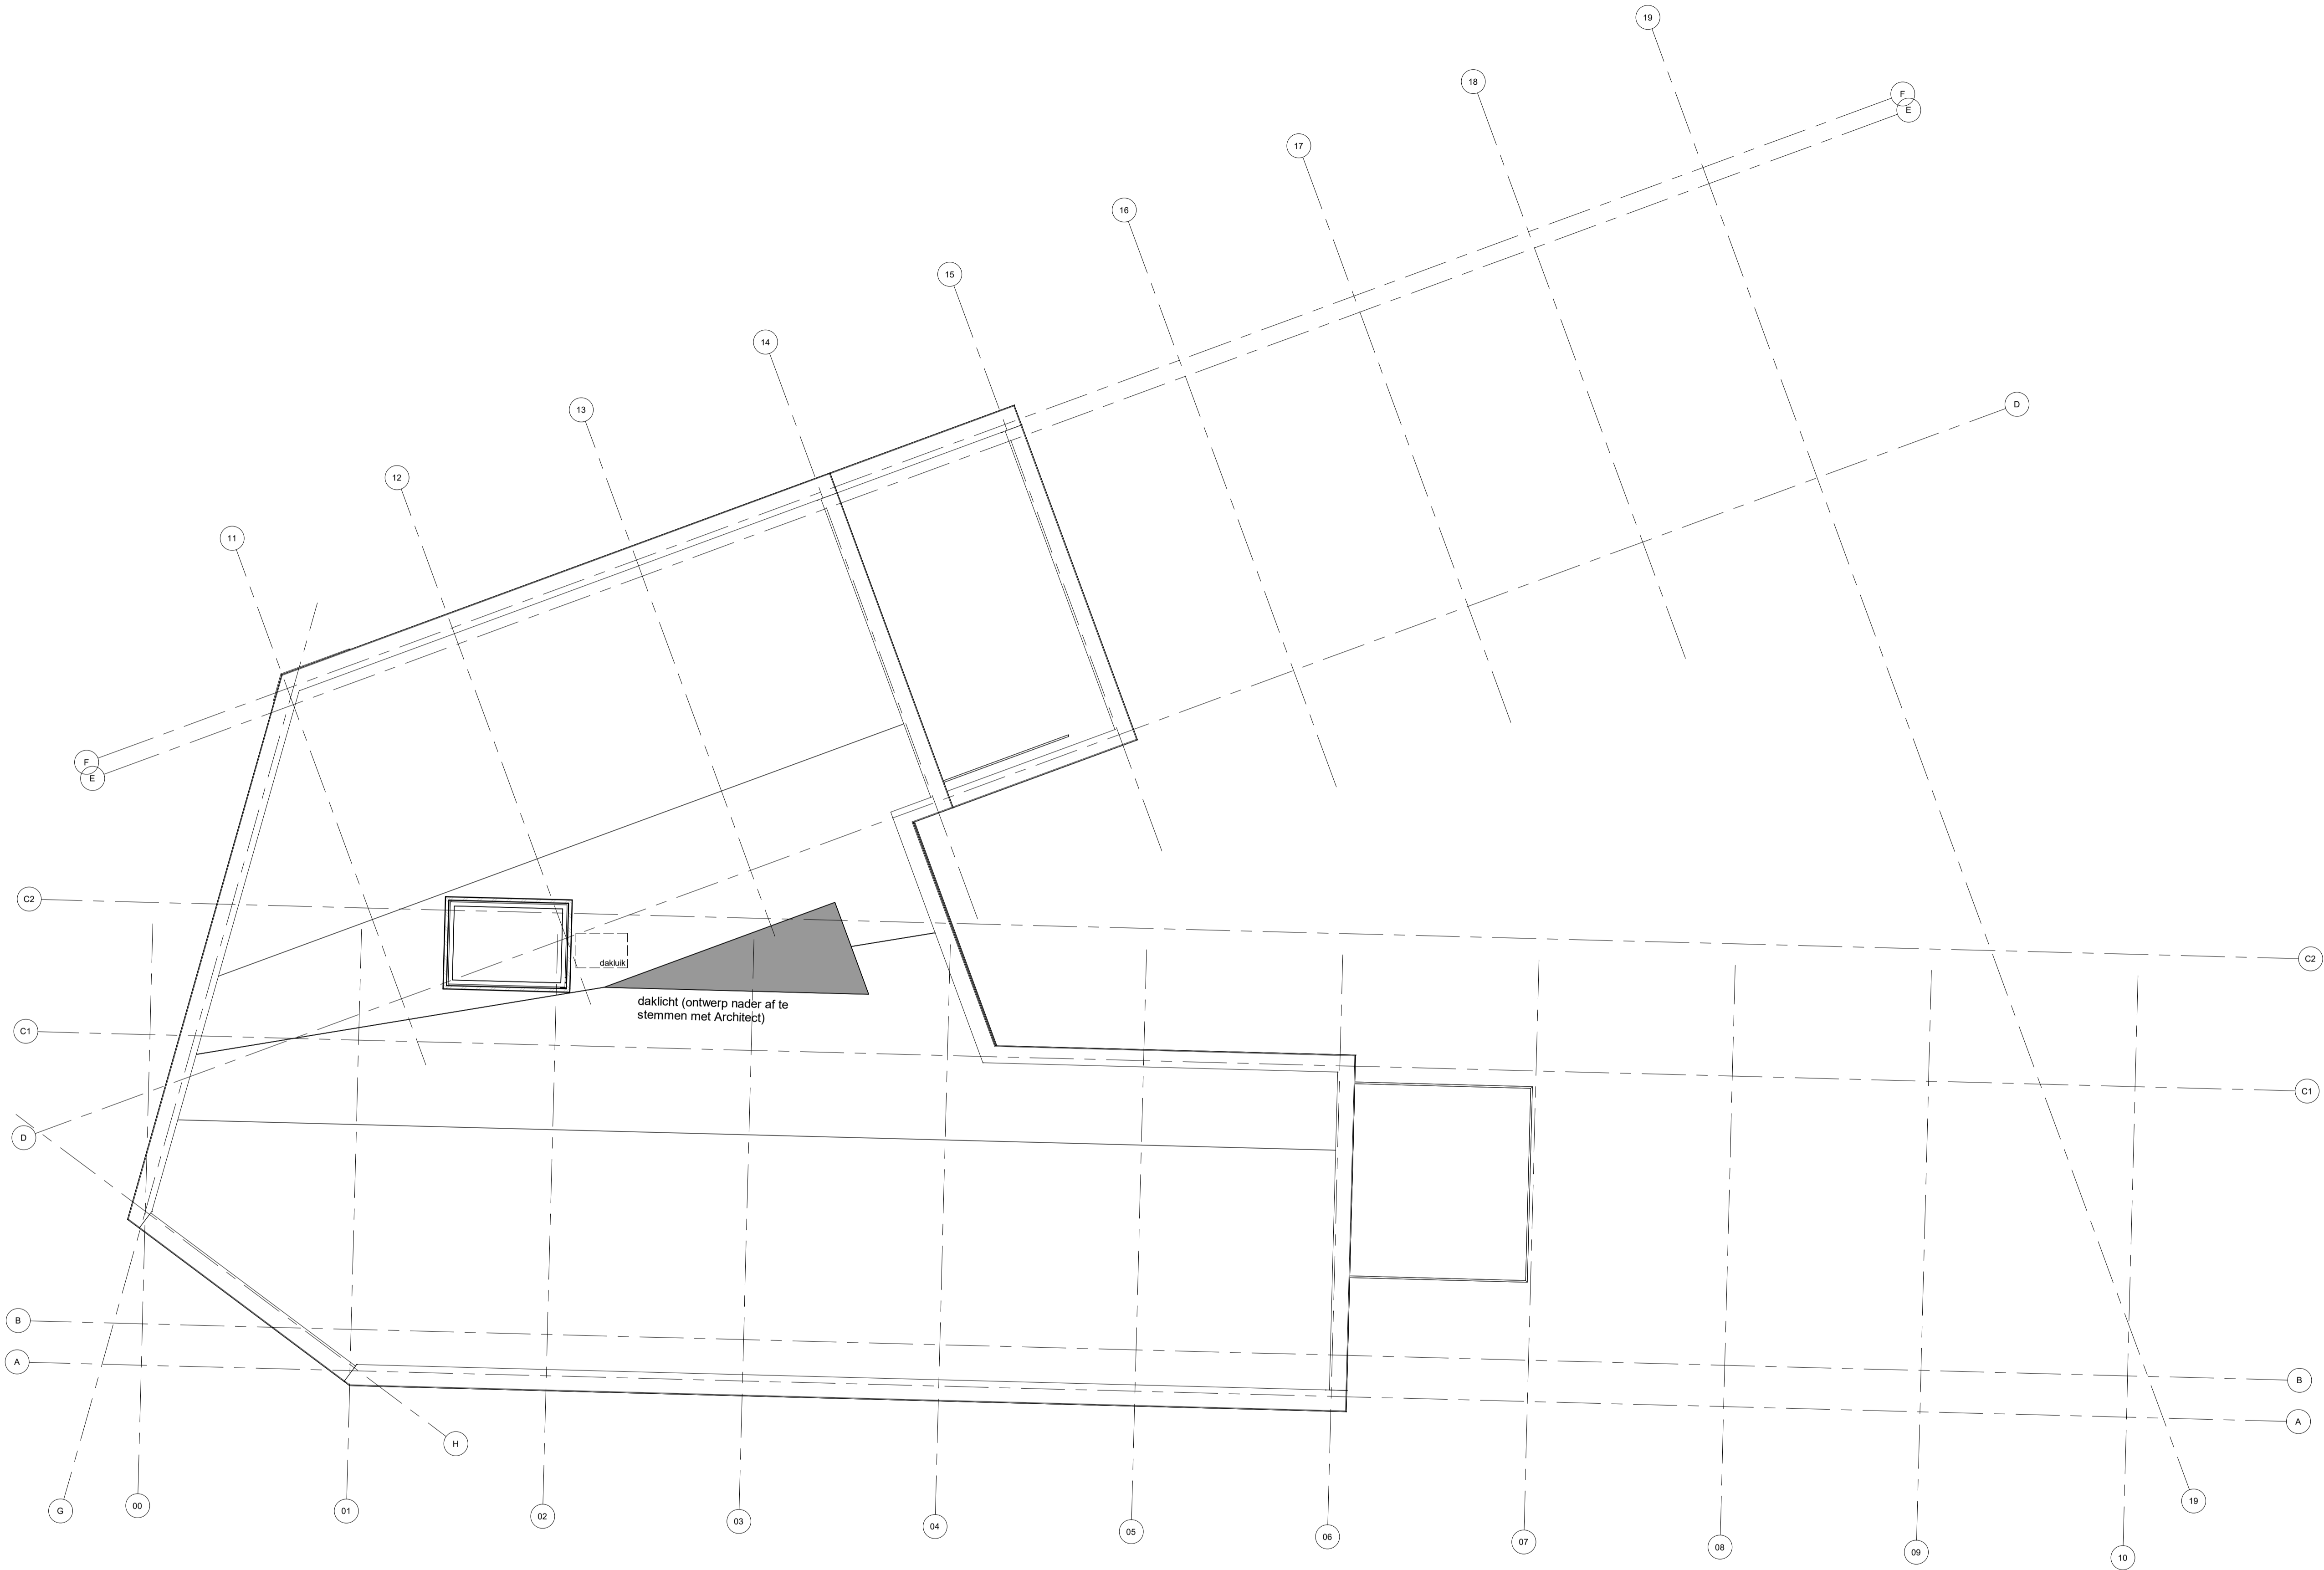 19
F
E
18
17
16
15
14
D
13
12
11
F
E
C2
dakluik
C2
daklicht (ontwerp nader af te
stemmen met Architect)
C1
C1
D
B
A
B
A
H
G
00
01
02
03
04
05
06
07
08
09
10
19